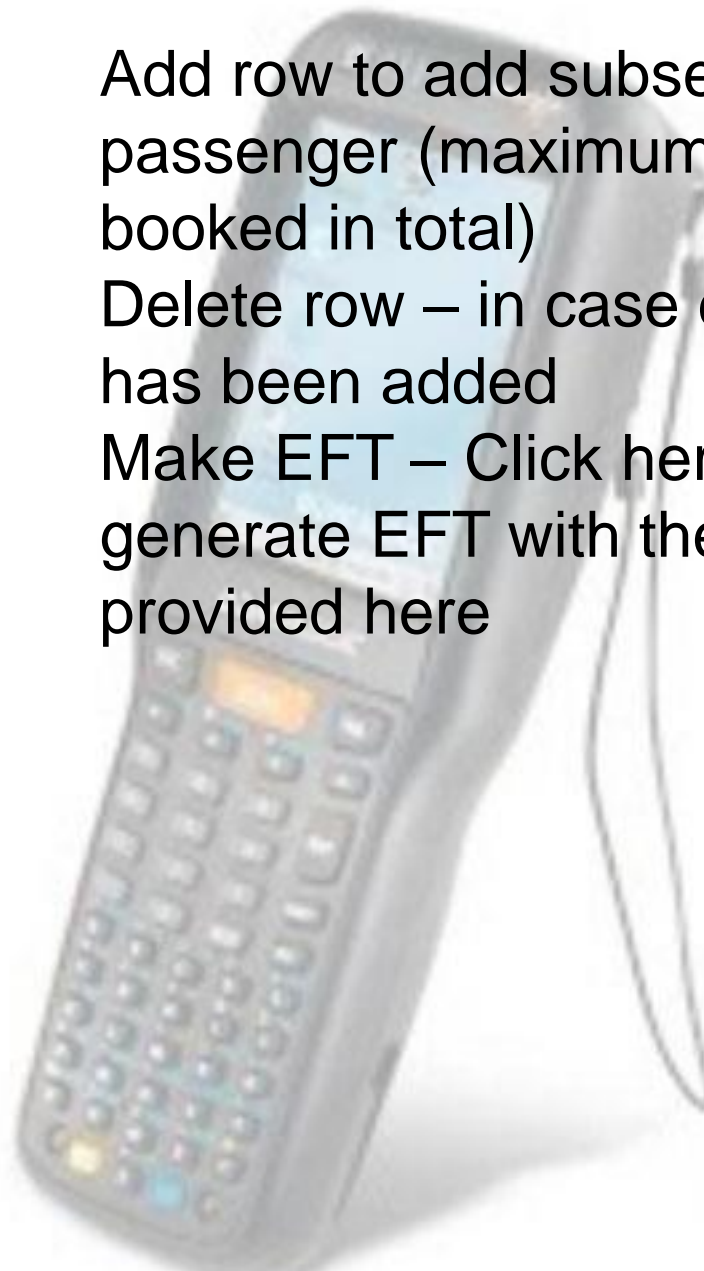 Add row to add subse
passenger (maximum
booked in total)
Delete row – in case
has been added
Make EFT – Click her
generate EFT with the
provided here